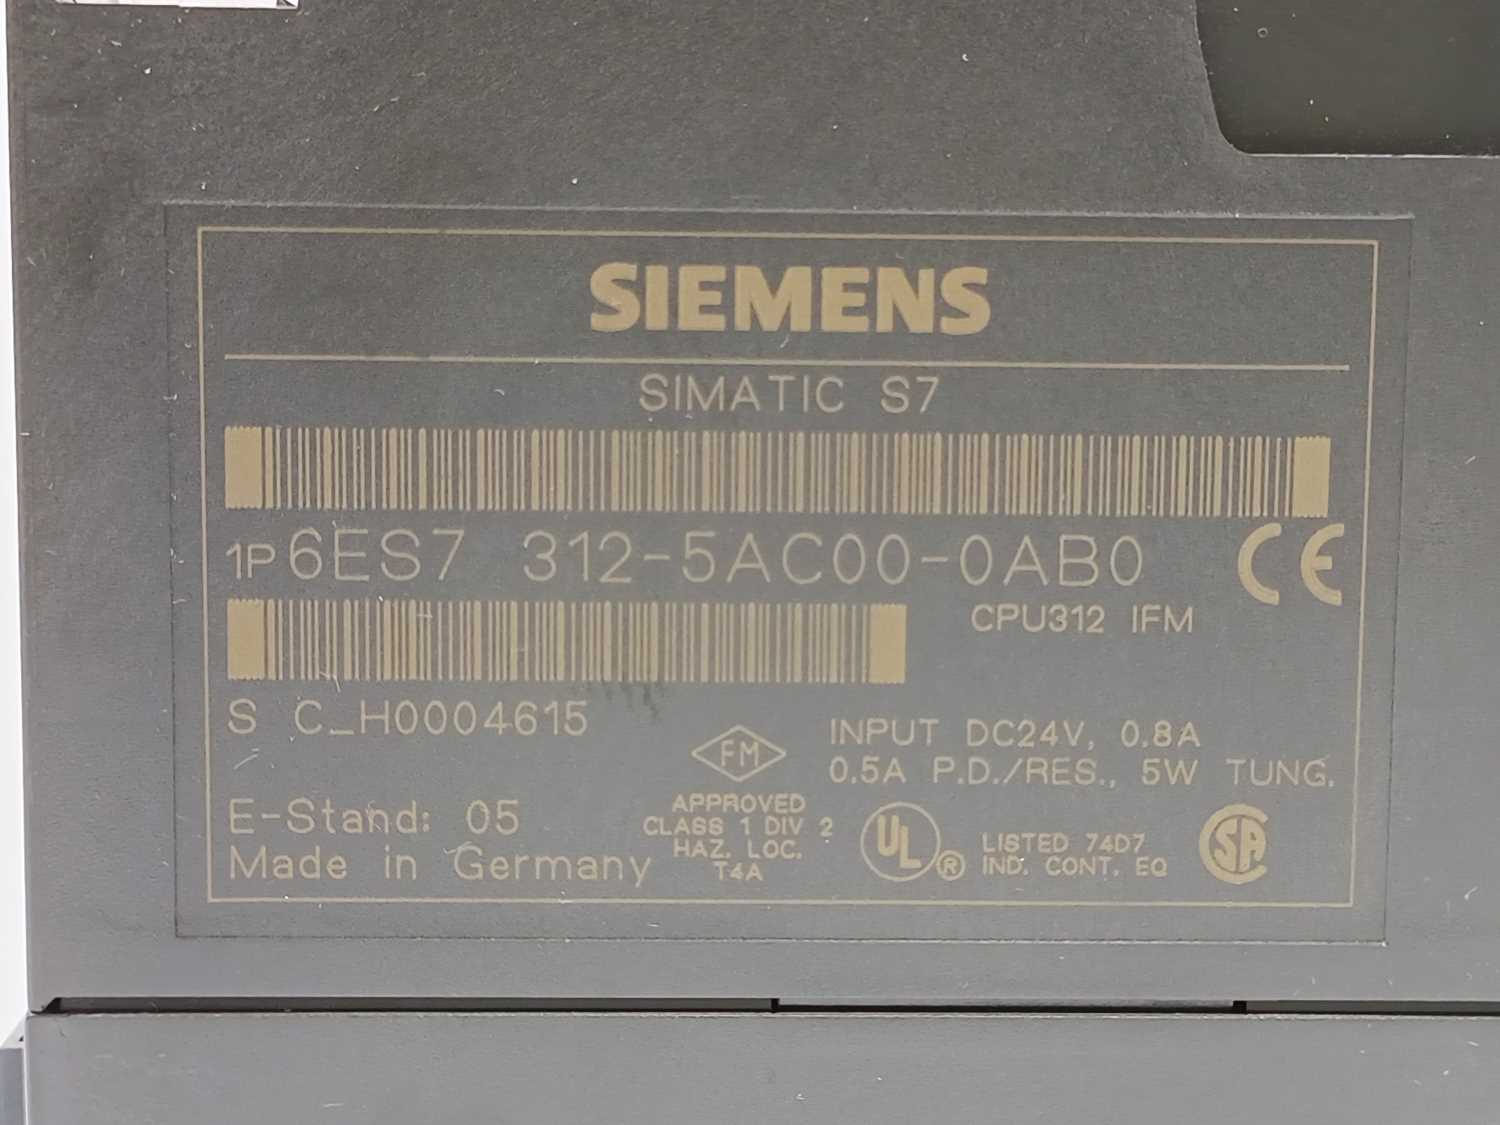 SIEMENS
SIMATIC S7
1P 6ES7 312-5AC00-0AB0
CE
CPU312 IFM
S C_H0004615
INPUT DC24V, 0.8A
0.5A P.D./RES., 5W TUNG.
E-Stand: 05
Made in Germany
FM
APPROVED
CLASS 1 DIV 2
HAZ. LOC.
T4A
UL ®
LISTED 74D7
IND. CONT. EQ
SA